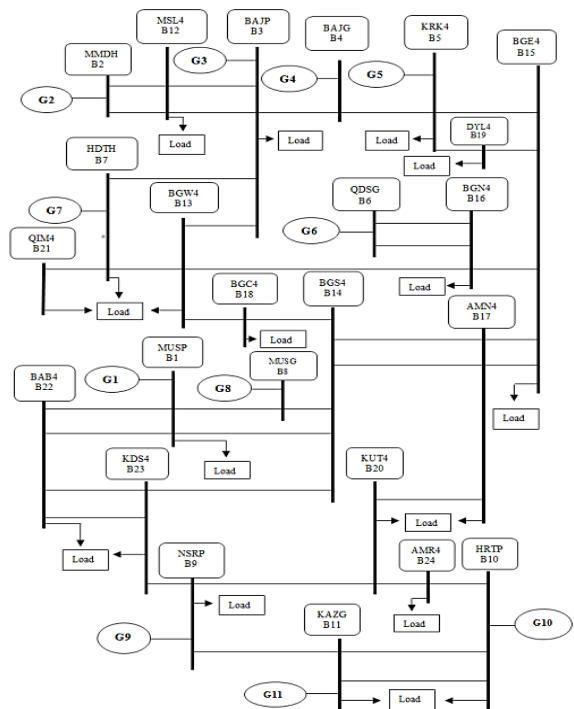 MSL4
B12
BAJP
B3
BAJG
B4
KRK4
B5
BGE4
B15
MMDH
B2
G3
G4
G5
G2
Load
Load
Load
DYL4
B19
Load
HDTH
B7
BGW4
B13
QDSG
B6
BGN4
B16
G7
G6
QIM4
B21
BGC4
B18
BGS4
B14
Load
AMN4
B17
Load
Load
MUSP
B1
MUSG
B8
BAB4
B22
G1
G8
Load
KDS4
B23
Load
KUT4
B20
Load
NSRP
B9
AMR4
B24
HRTP
B10
Load
Load
KAZG
B11
Load
G9
G10
G11
Load